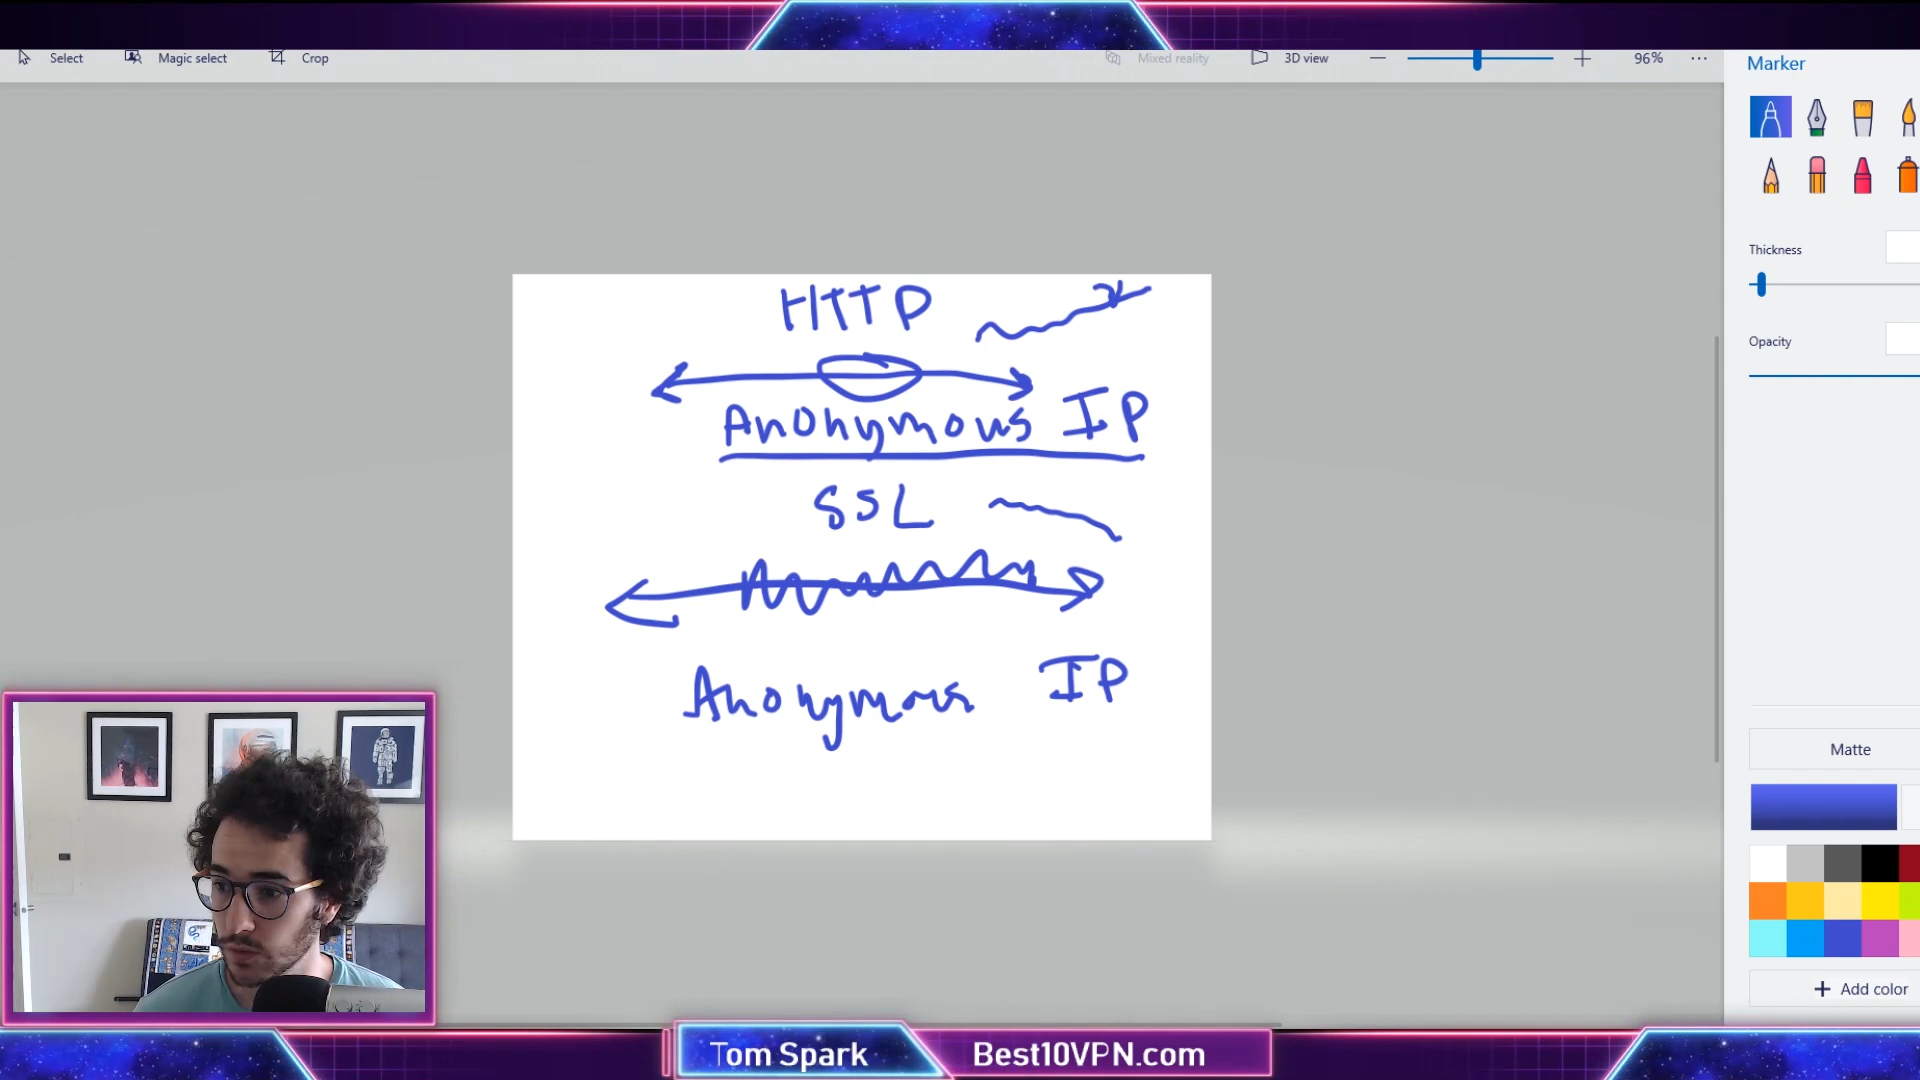 Select Magic select Crop Mixed reality 3D view 96%
Marker
Thickness
Opacity
HTTP
Anonymous IP
SSL
Anonymous IP
Matte
Add color
Tom Spark Best10VPN.com